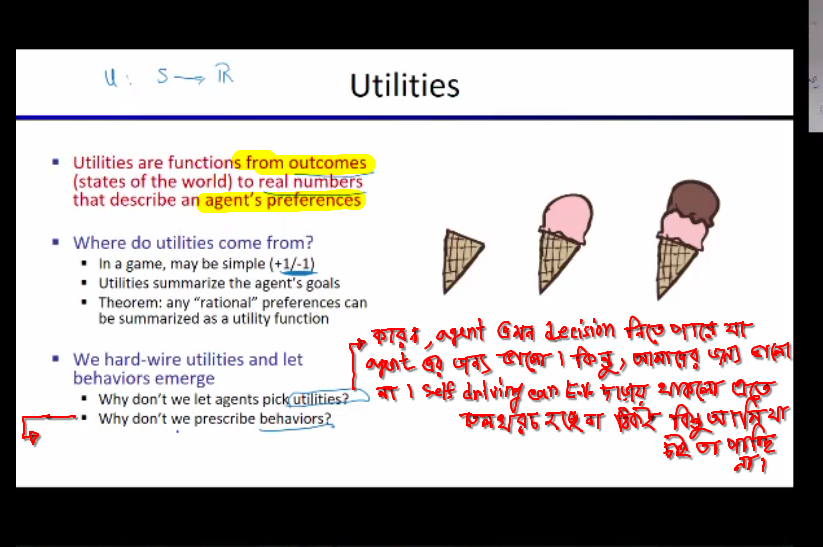 U: S → ℝ
Utilities
▪ Utilities are functions from outcomes
(states of the world) to real numbers
that describe an agent's preferences
▪ Where do utilities come from?
▪ In a game, may be simple (+1/-1)
▪ Utilities summarize the agent's goals
▪ Theorem: any "rational" preferences can
be summarized as a utility function
▪ We hard-wire utilities and let
behaviors emerge
▪ Why don't we let agents pick utilities?
▪ Why don't we prescribe behaviors?
কারণ, agent এমন decision নিতে পারে যা
agent এর জন্য ভালো। কিন্তু, আমাদের জন্য ভালো
না। Self driving car দাড়ায় থাকলো এতে
তেল খরচ হচ্ছে না ঠিকই কিন্তু আমি যা
চাই তা পাচ্ছি
না।